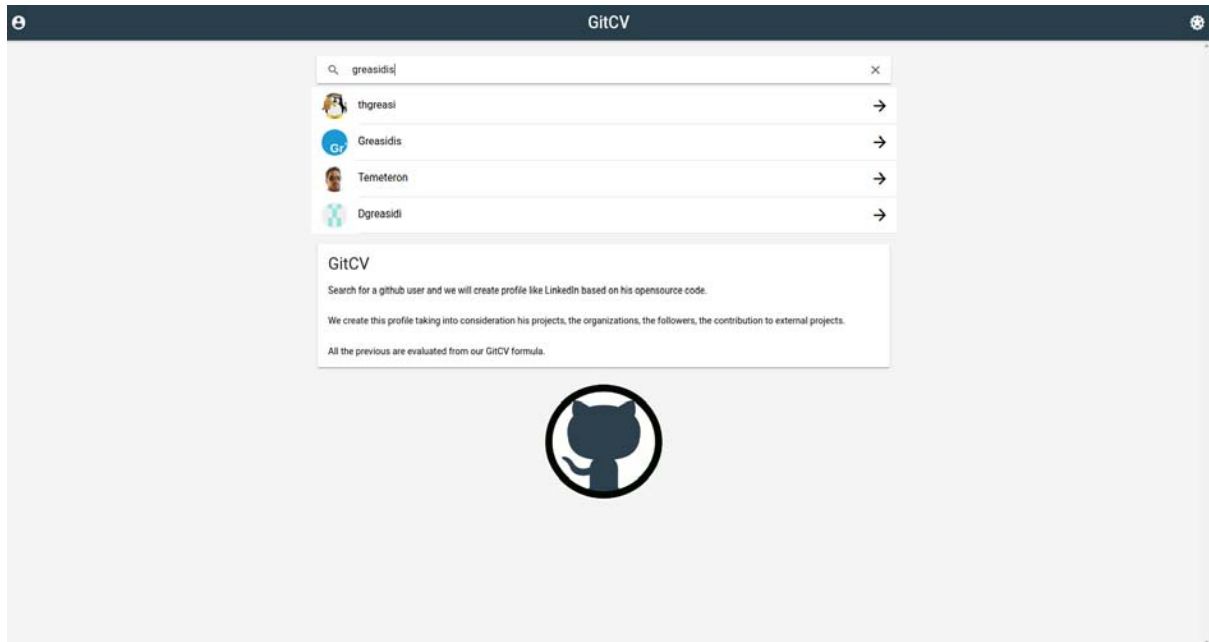 GitCV
greasidis
thgreasi
Gr
Greasidis
Temeteron
Dgreasidi
GitCV
Search for a github user and we will create profile like LinkedIn based on his opensource code.
We create this profile taking into consideration his projects, the organizations, the followers, the contribution to external projects.
All the previous are evaluated from our GitCV formula.